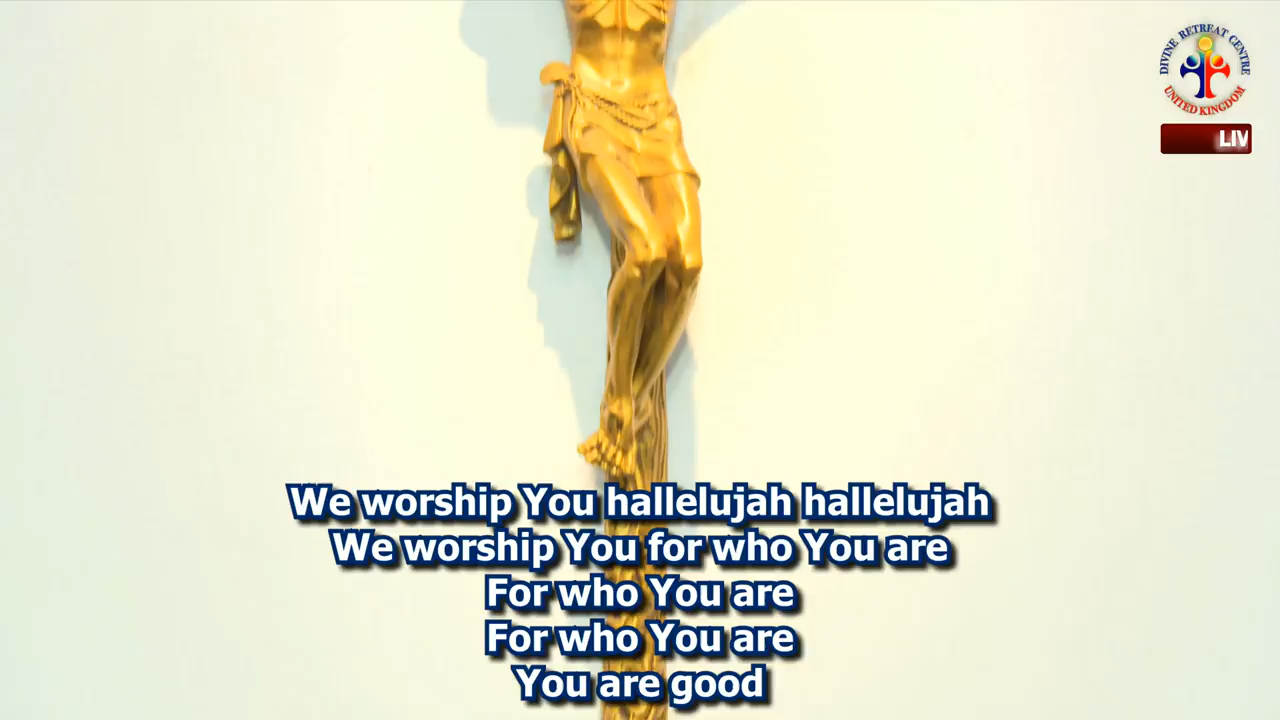 DIVINE RETREAT CENTRE
UNITED KINGDOM
LIV
We worship You hallelujah hallelujah
We worship You for who You are
For who You are
For who You are
You are good